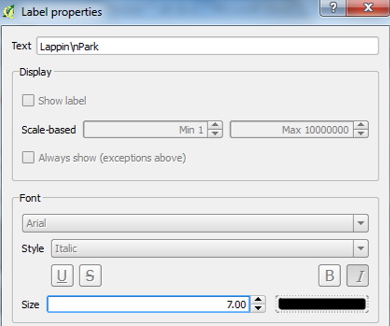 Label properties
Text Lappin\nPark
Display
Show label
Scale-based Min 1 Max 10000000
Always show (exceptions above)
Font
Arial
Style Italic
U S B I
Size 7.00